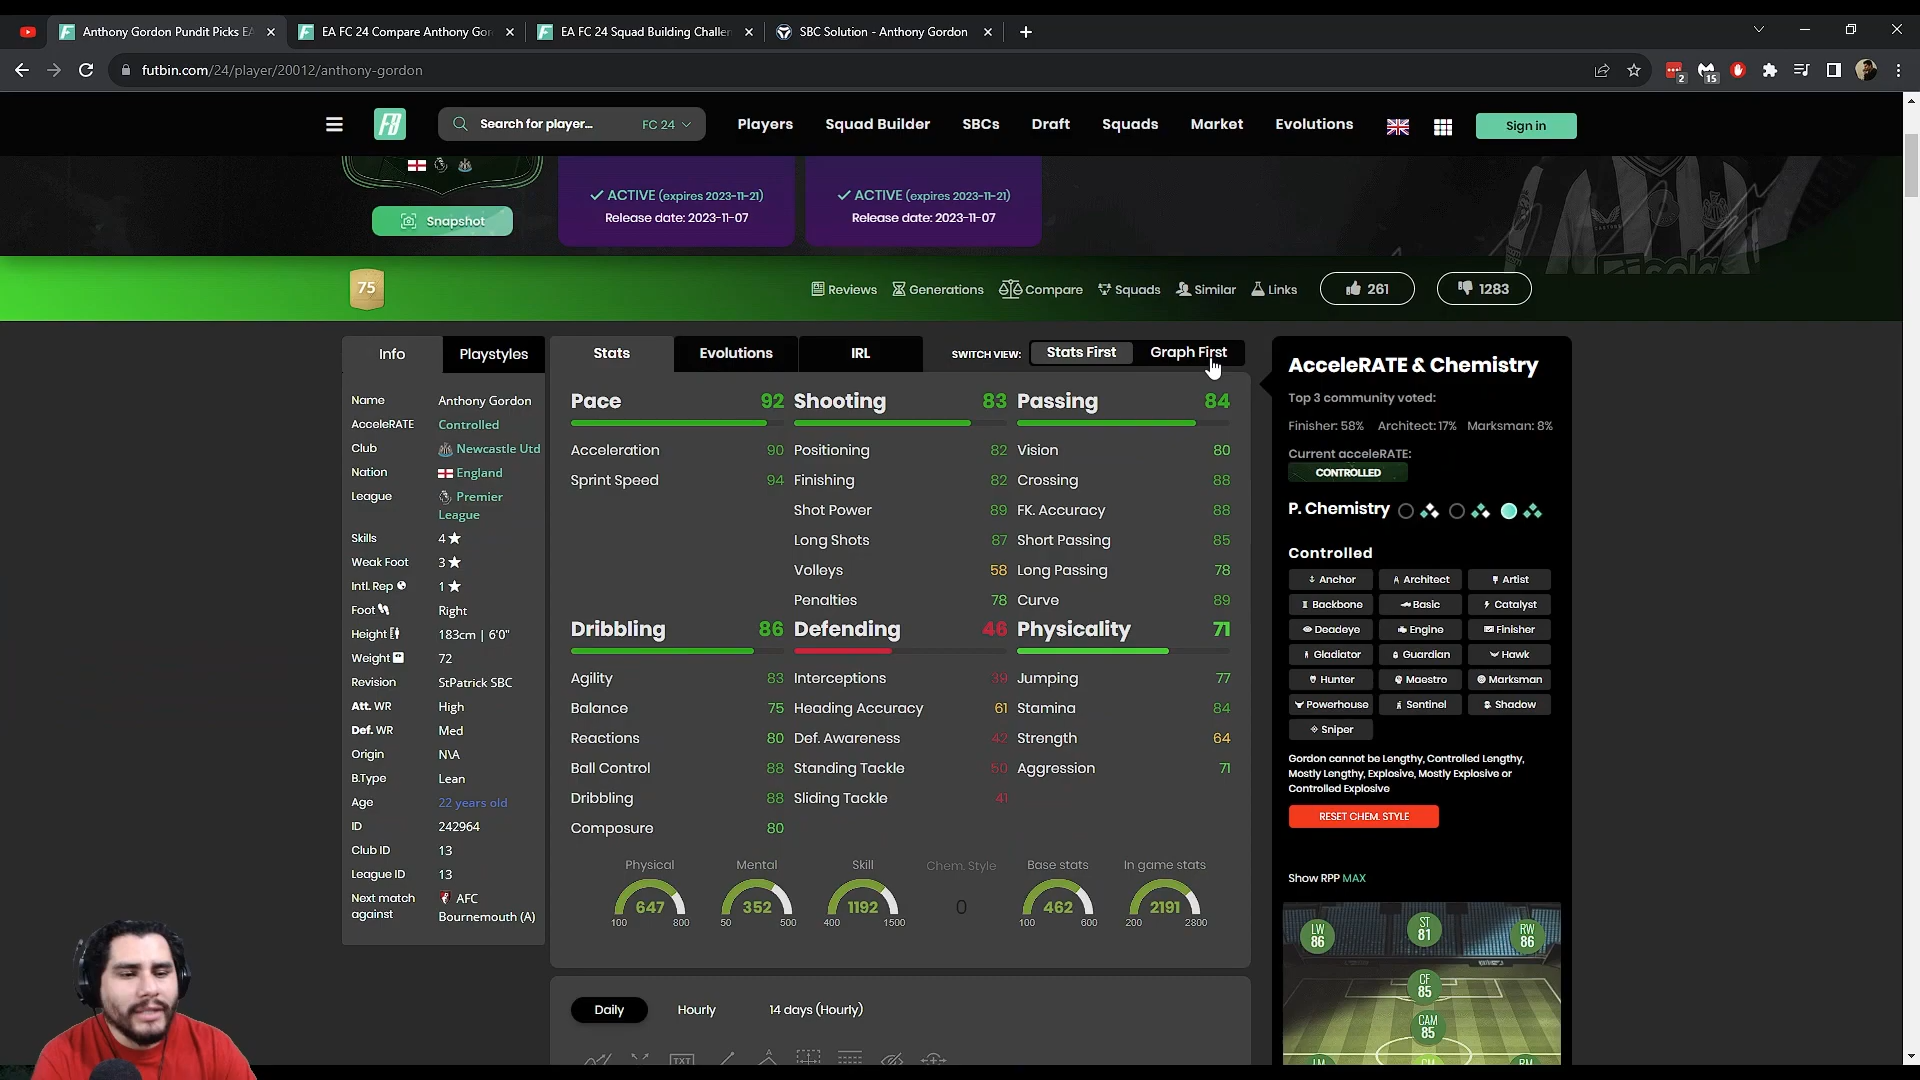 Anthony Gordon Pundit Picks EA
EA FC 24 Compare Anthony Gor
EA FC 24 Squad Building Challen
SBC Solution - Anthony Gordon
futbin.com/24/player/20012/anthony-gordon
2
15
FB
Search for player...
FC 24
Players
Squad Builder
SBCs
Draft
Squads
Market
Evolutions
Sign in
ACTIVE (expires 2023-11-21)
Release date: 2023-11-07
ACTIVE (expires 2023-11-21)
Release date: 2023-11-07
Snapshot
75
Reviews
Generations
Compare
Squads
Similar
Links
261
1283
Info
Playstyles
Name Anthony Gordon
AcceleRATE Controlled
Club Newcastle Utd
Nation England
League Premier
League
Skills 4
Weak Foot 3
Intl. Rep 1
Foot Right
Height 183cm | 6'0"
Weight 72
Revision StPatrick SBC
Att. WR High
Def. WR Med
Origin N\A
B.Type Lean
Age 22 years old
ID 242964
Club ID 13
League ID 13
Next match AFC
against Bournemouth (A)
Stats
Evolutions
IRL
SWITCH VIEW:
Stats First
Graph First
Pace 92
Acceleration 90
Sprint Speed 94
Shooting 83
Positioning 82
Finishing 82
Shot Power 89
Long Shots 87
Volleys 58
Penalties 78
Passing 84
Vision 80
Crossing 88
FK. Accuracy 88
Short Passing 85
Long Passing 78
Curve 89
Dribbling 86
Agility 83
Balance 75
Reactions 80
Ball Control 88
Dribbling 88
Composure 80
Defending 46
Interceptions 39
Heading Accuracy 61
Def. Awareness 42
Standing Tackle 50
Sliding Tackle 41
Physicality 71
Jumping 77
Stamina 84
Strength 64
Aggression 71
Physical
647
100 800
Mental
352
50 500
Skill
1192
400 1500
Chem. Style
0
Base stats
462
100 600
In game stats
2191
200 2800
Daily
Hourly
14 days (Hourly)
TXT
AcceleRATE & Chemistry
Top 3 community voted:
Finisher: 58% Architect: 17% Marksman: 8%
Current acceleRATE:
CONTROLLED
P. Chemistry
Controlled
Anchor Architect Artist
Backbone Basic Catalyst
Deadeye Engine Finisher
Gladiator Guardian Hawk
Hunter Maestro Marksman
Powerhouse Sentinel Shadow
Sniper
Gordon cannot be Lengthy, Controlled Lengthy,
Mostly Lengthy, Explosive, Mostly Explosive or
Controlled Explosive
RESET CHEM. STYLE
Show RPP MAX
LW
86
ST
81
RW
86
CF
85
CAM
85
LM
CM
RM